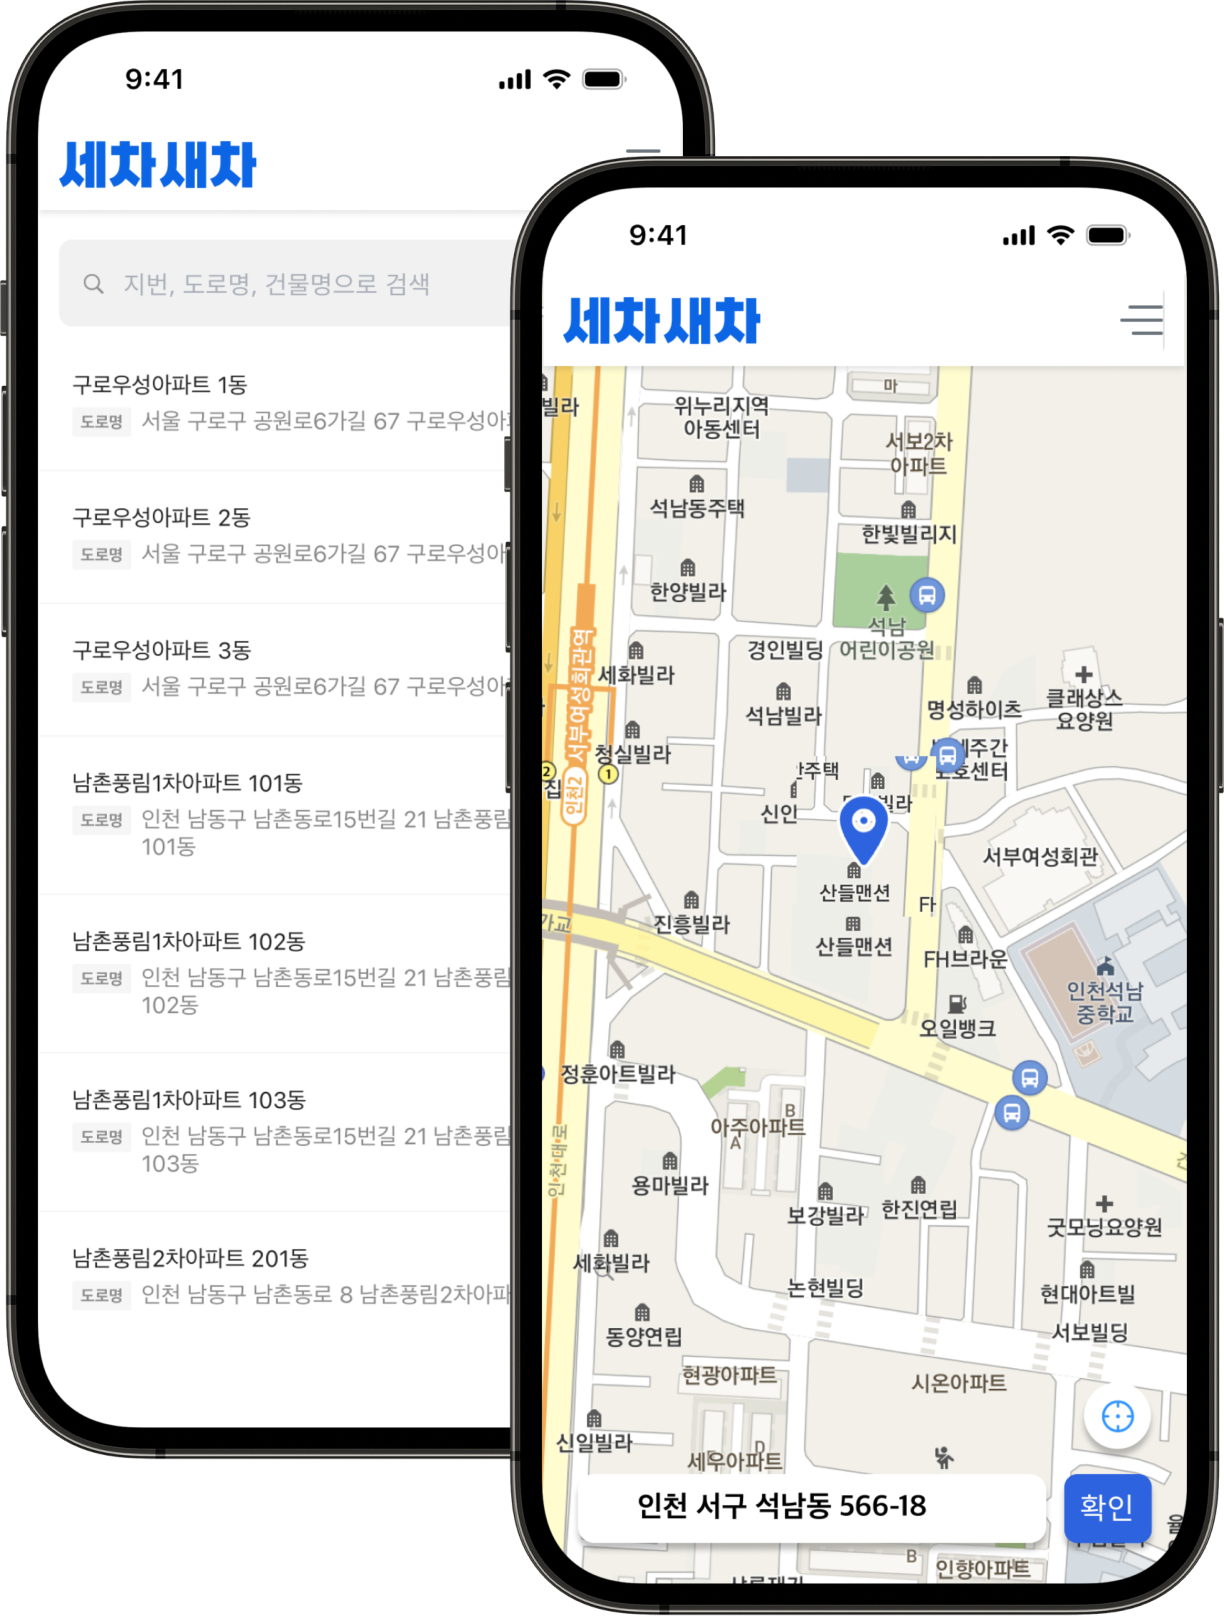 9:41
세차새차
지번, 도로명, 건물명으로 검색
구로우성아파트 1동
도로명 서울 구로구 공원로6가길 67 구로우성아
구로우성아파트 2동
도로명 서울 구로구 공원로6가길 67 구로우성아
구로우성아파트 3동
도로명 서울 구로구 공원로6가길 67 구로우성아
남촌풍림1차아파트 101동
도로명 인천 남동구 남촌동로15번길 21 남촌풍림
101동
남촌풍림1차아파트 102동
도로명 인천 남동구 남촌동로15번길 21 남촌풍림
102동
남촌풍림1차아파트 103동
도로명 인천 남동구 남촌동로15번길 21 남촌풍림
103동
남촌풍림2차아파트 201동
도로명 인천 남동구 남촌동로 8 남촌풍림2차아파
9:41
세차새차
마
빌라
위누리지역
아동센터
서보2차
아파트
석남동주택
한빛빌리지
한양빌라
석남
어린이공원
경인빌딩
세화빌라
서부여성회관역
석남빌라
명성하이츠
클래상스
요양원
청실빌라
주간
호센터
주택
2
1
집
인천2
신안
빌라
서부여성회관
산들맨션
FH
가교
진흥빌라
산들맨션
FH브라운
인천석남
중학교
오일뱅크
정훈아트빌라
B
아주아파트
A
인천대로
용마빌라
보강빌라
한진연립
굿모닝요양원
세화빌라
논현빌딩
현대아트빌
동양연립
서보빌딩
현광아파트
시온아파트
신일빌라
D
세우아파트
인천 서구 석남동 566-18
확인
B
인향아파트